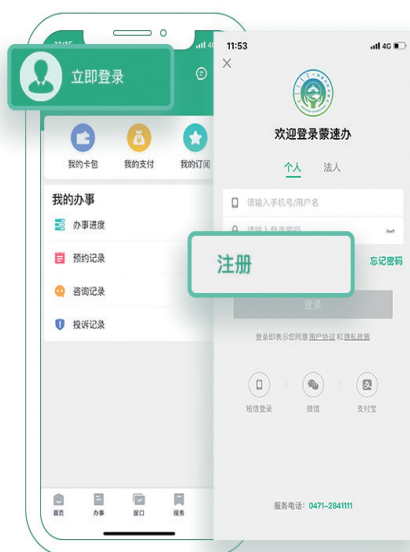 立即登录
我的卡包
我的支付
我的订阅
我的办事
办事进度
预约记录
咨询记录
投诉记录
首页
办事
服务
11:53
4G
欢迎登录蒙速办
个人
法人
请输入手机号/用户名
注册
忘记密码
登录
登录即表示您同意用户协议和隐私政策
短信登录
微信
支付宝
服务电话：0471-2841111